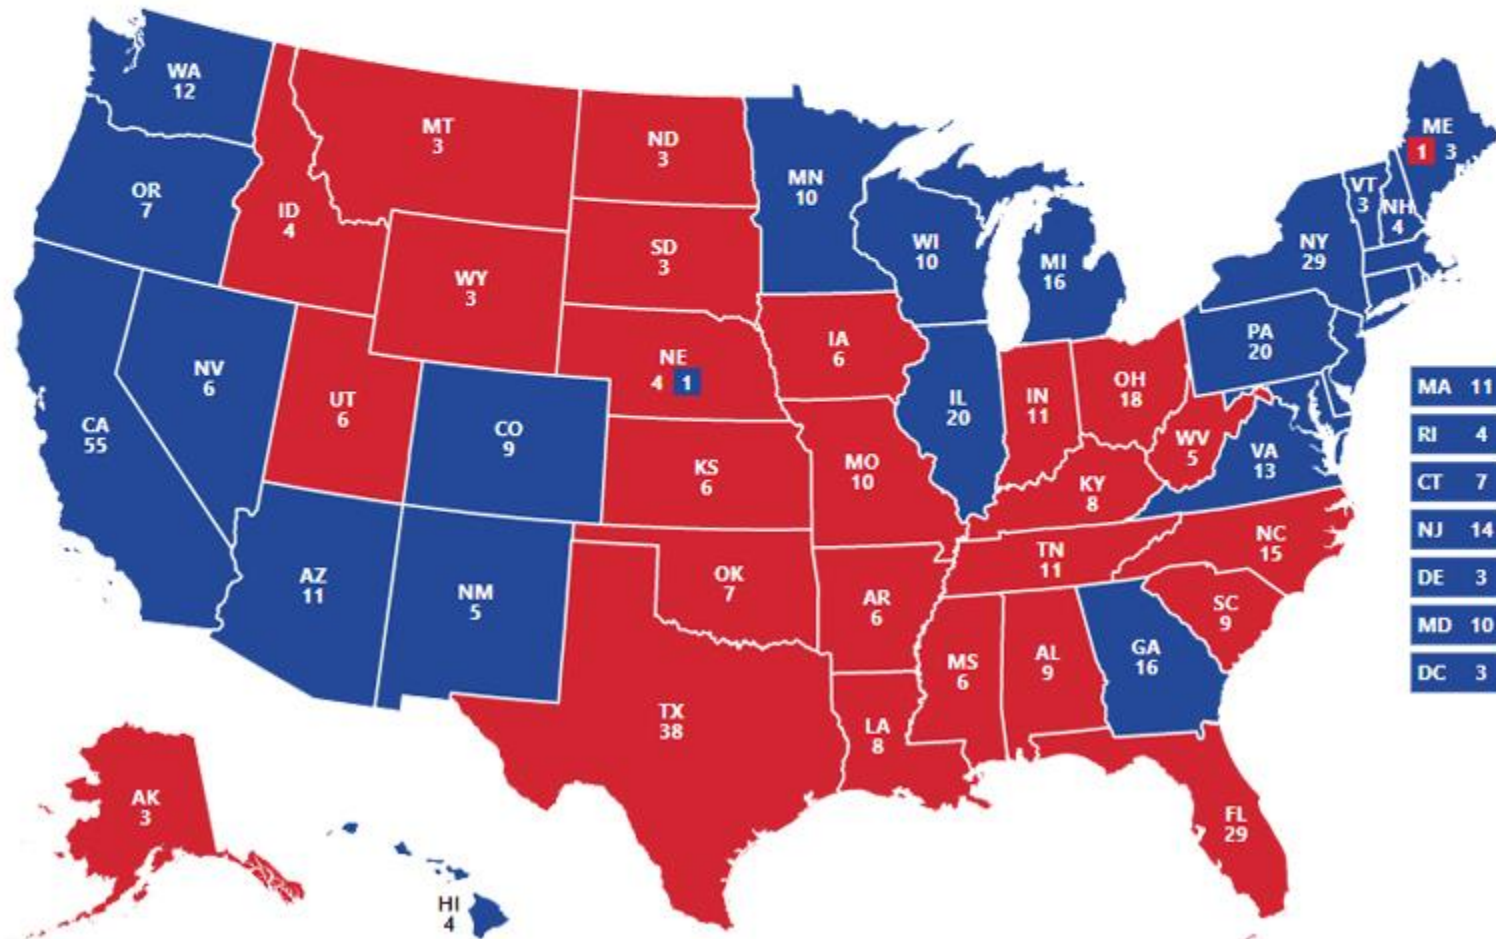 WA
12
MT
3
ND
3
MN
10
ME
1 3
OR
7
ID
4
VT
3
NH
4
WI
10
NY
29
SD
3
MI
16
WY
3
PA
20
IA
6
NE
4 1
NV
6
UT
6
OH
18
IN
11
IL
20
MA 11
CA
55
CO
9
RI 4
WV
5
VA
13
KS
6
MO
10
KY
8
CT 7
NC
15
NJ 14
TN
11
AZ
11
NM
5
OK
7
AR
6
DE 3
SC
9
MD 10
GA
16
AL
9
MS
6
DC 3
TX
38
LA
8
AK
3
FL
29
HI
4